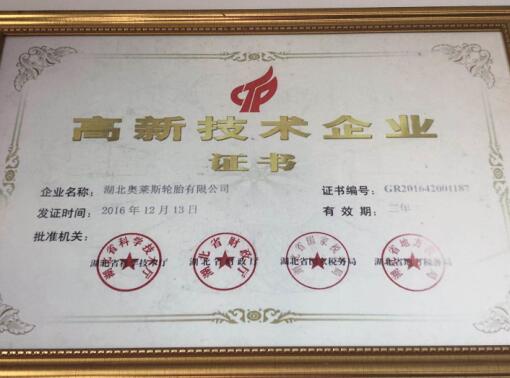 高新技术企业
证书
企业名称：湖北奥莱斯轮胎有限公司 证书编号：GR201642001187
发证时间：2016年12月13日 有效期：三年
批准机关：
湖北省科学技术厅 湖北省财政厅 湖北省国家税务局 湖北省地方税务局